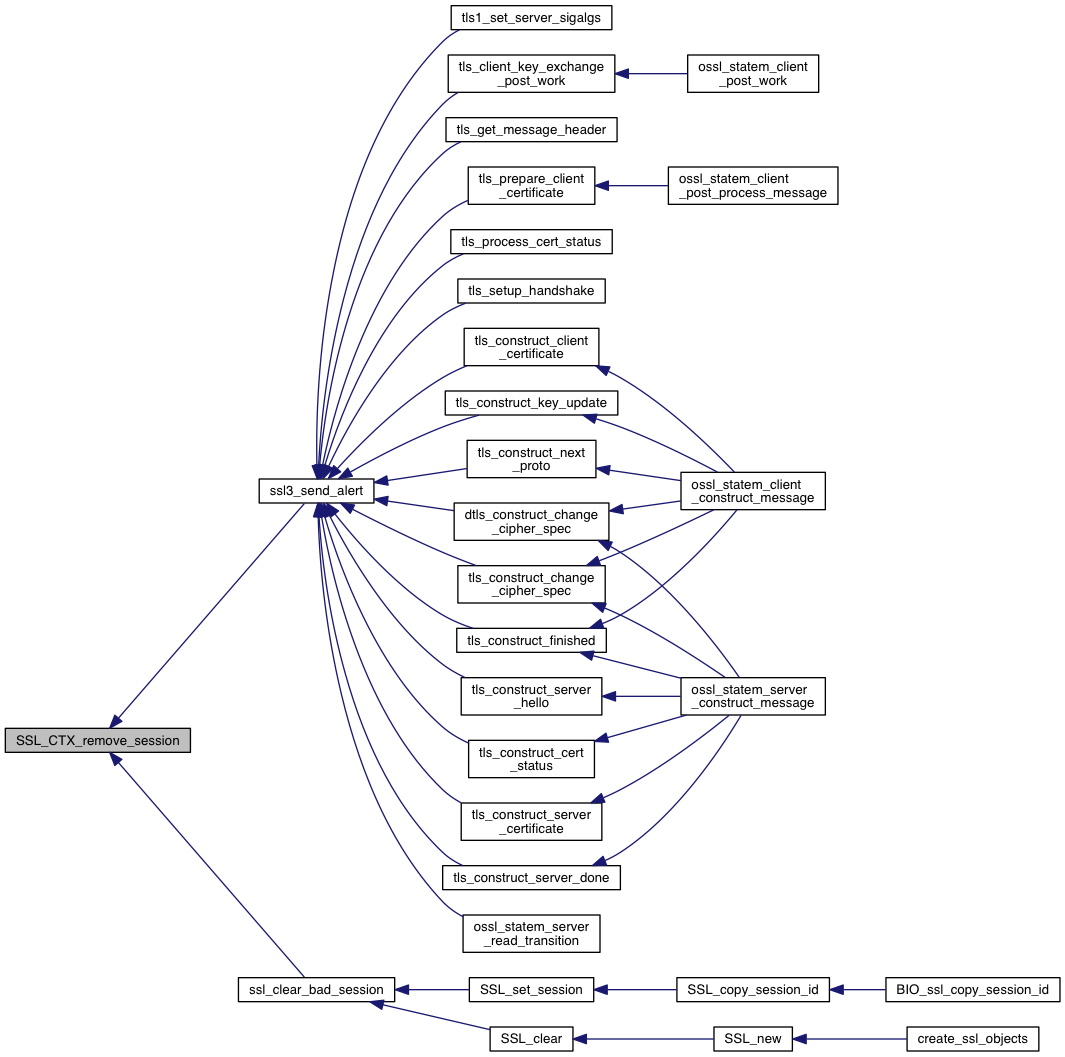 tls1_set_server_sigalgs
tls_client_key_exchange
_post_work
ossl_statem_client
_post_work
tls_get_message_header
tls_prepare_client
_certificate
ossl_statem_client
_post_process_message
tls_process_cert_status
tls_setup_handshake
tls_construct_client
_certificate
tls_construct_key_update
tls_construct_next
_proto
ossl_statem_client
_construct_message
ssl3_send_alert
dtls_construct_change
_cipher_spec
tls_construct_change
_cipher_spec
tls_construct_finished
tls_construct_server
_hello
ossl_statem_server
_construct_message
SSL_CTX_remove_session
tls_construct_cert
_status
tls_construct_server
_certificate
tls_construct_server_done
ossl_statem_server
_read_transition
ssl_clear_bad_session
SSL_set_session
SSL_copy_session_id
BIO_ssl_copy_session_id
SSL_clear
SSL_new
create_ssl_objects